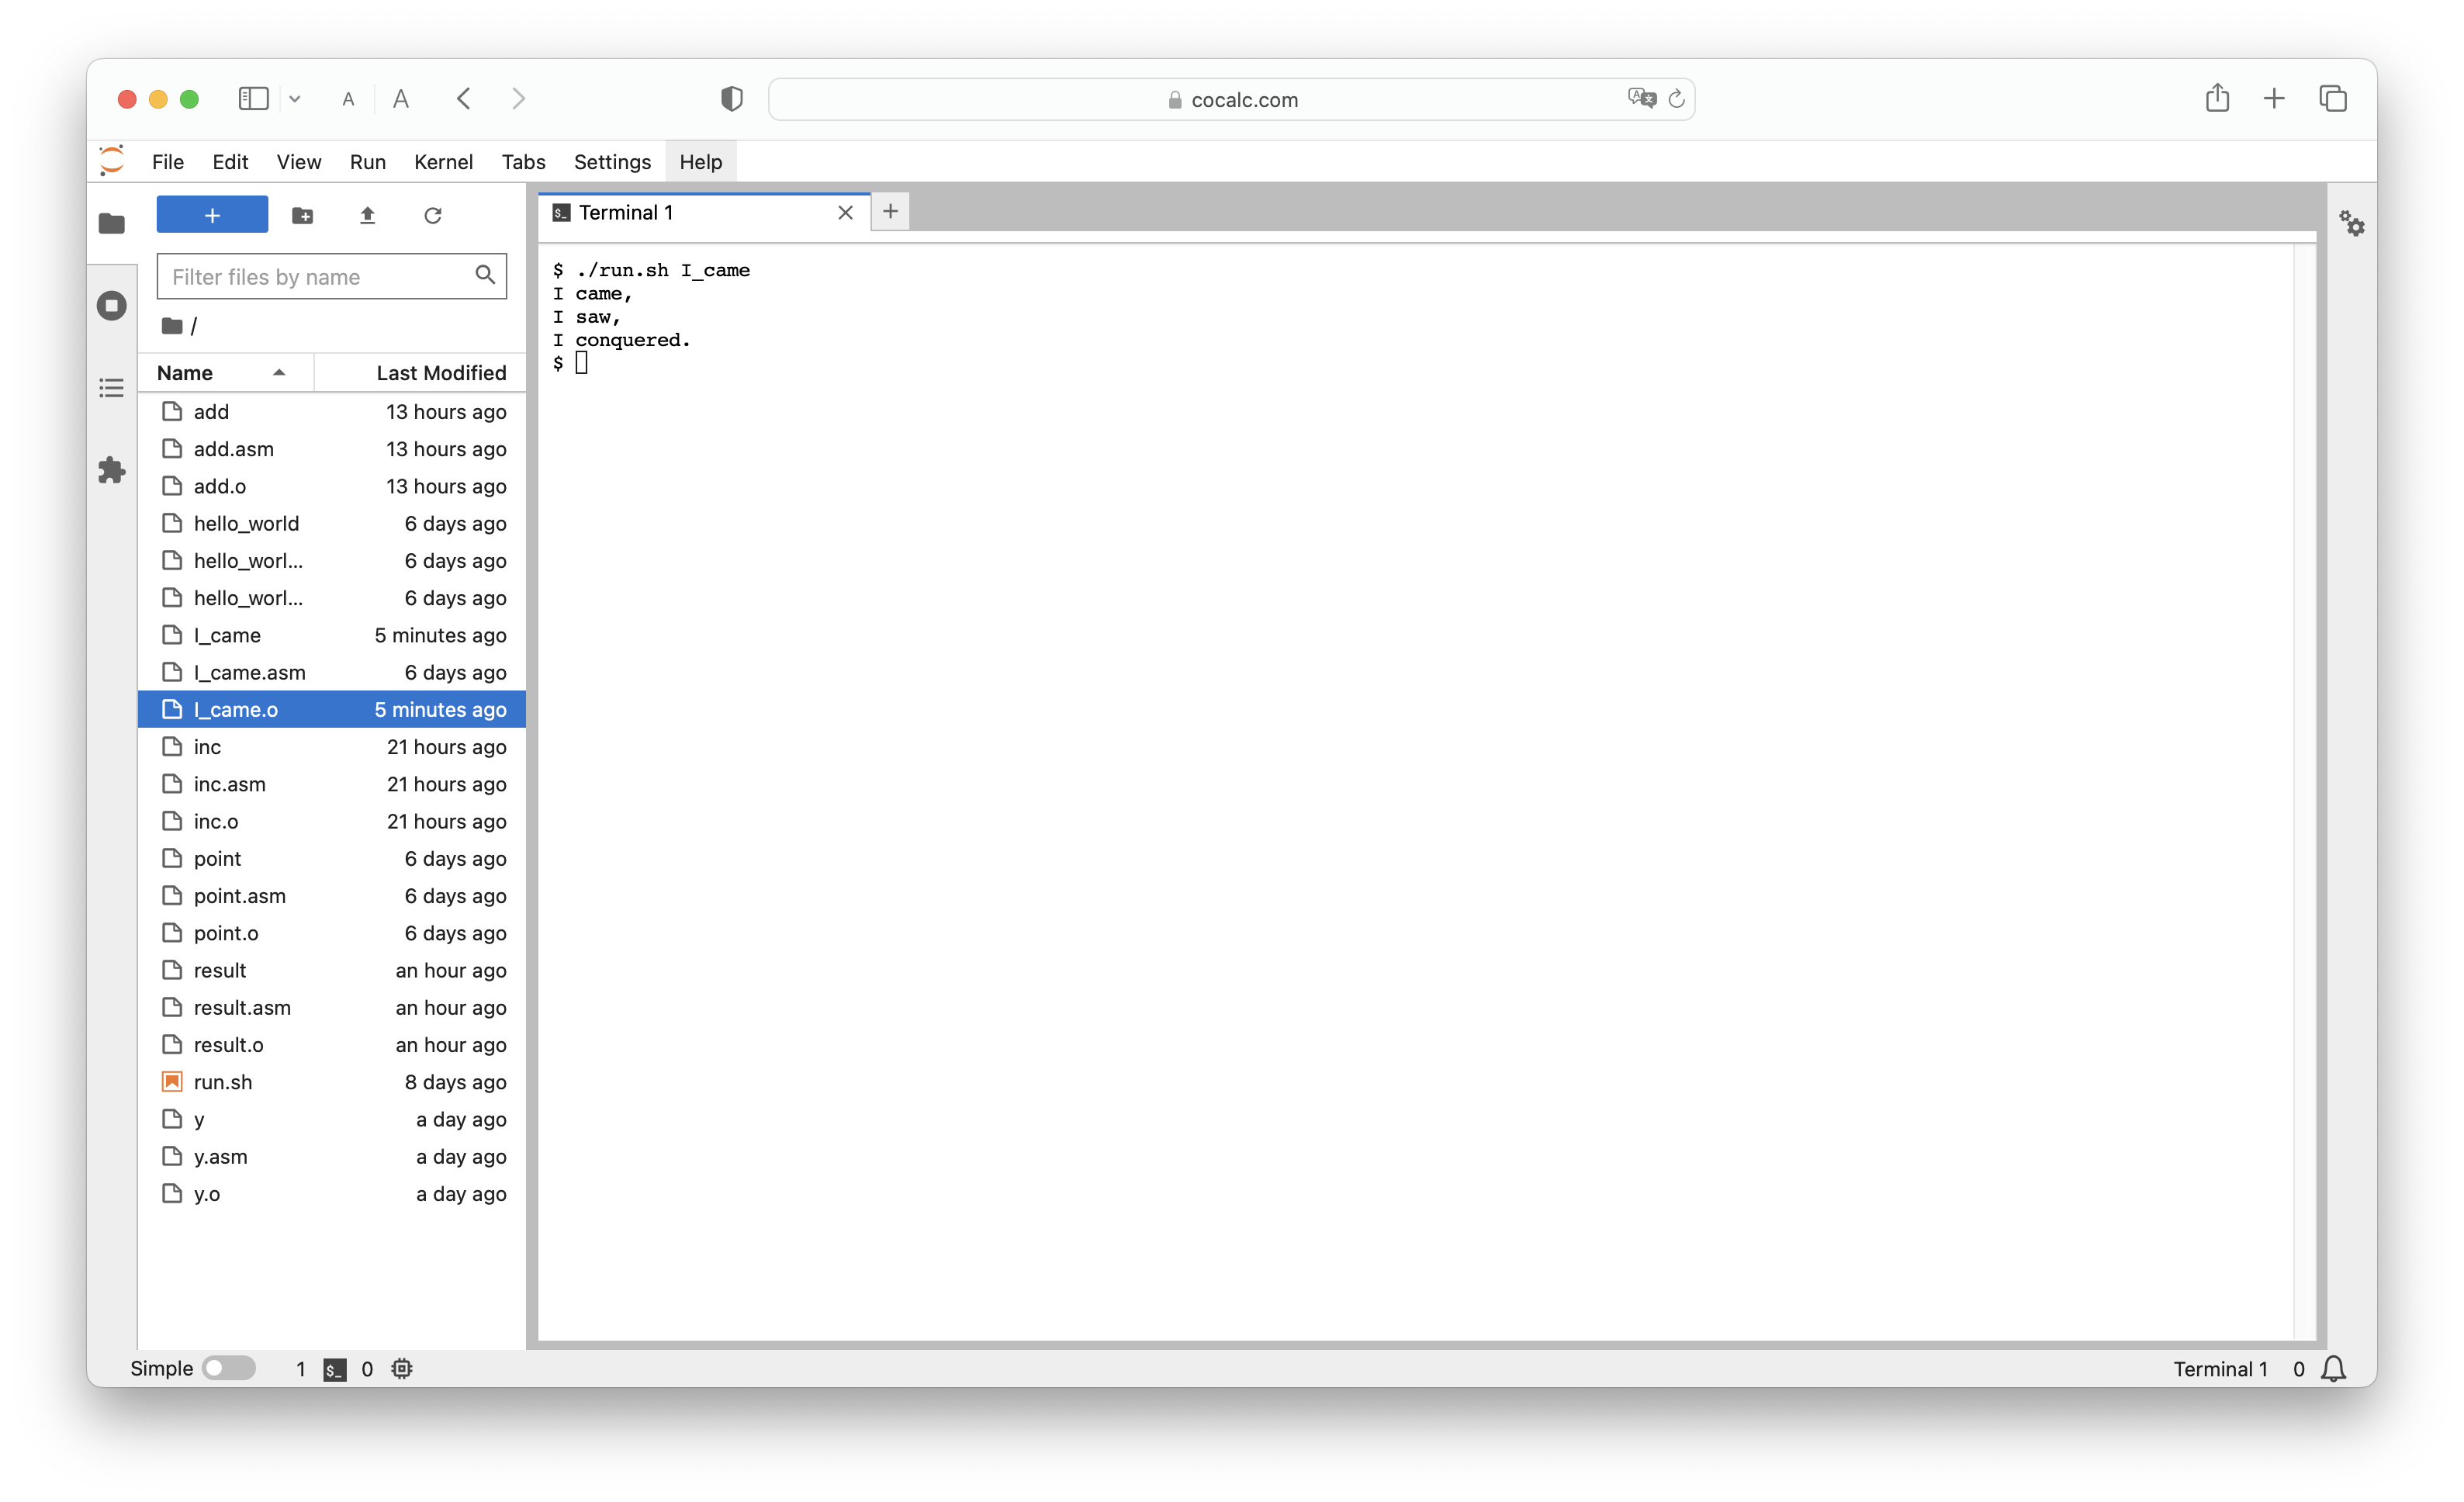 A A cocalc.com
File Edit View Run Kernel Tabs Settings Help
+
Terminal 1
Filter files by name
/
Name Last Modified
add 13 hours ago
add.asm 13 hours ago
add.o 13 hours ago
hello_world 6 days ago
hello_worl... 6 days ago
hello_worl... 6 days ago
I_came 5 minutes ago
I_came.asm 6 days ago
I_came.o 5 minutes ago
inc 21 hours ago
inc.asm 21 hours ago
inc.o 21 hours ago
point 6 days ago
point.asm 6 days ago
point.o 6 days ago
result an hour ago
result.asm an hour ago
result.o an hour ago
run.sh 8 days ago
y a day ago
y.asm a day ago
y.o a day ago
$ ./run.sh I_came
I came,
I saw,
I conquered.
$
Simple 1 $_ 0 Terminal 1 0